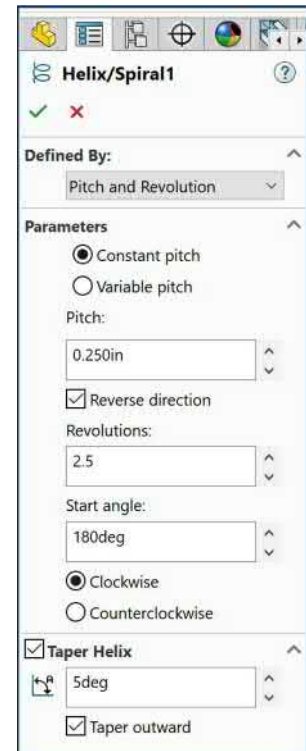 Helix/Spiral1
Defined By:
Pitch and Revolution
Parameters
Constant pitch
Variable pitch
Pitch:
0.250in
Reverse direction
Revolutions:
2.5
Start angle:
180deg
Clockwise
Counterclockwise
Taper Helix
5deg
Taper outward